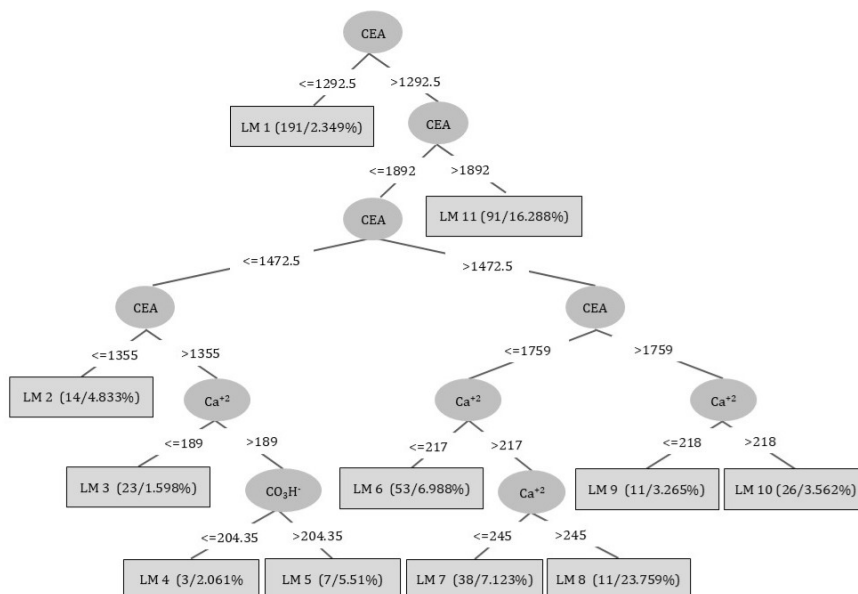 CEA
<=1292.5 >1292.5
LM 1 (191/2.349%) CEA
<=1892 >1892
CEA LM 11 (91/16.288%)
<=1472.5 >1472.5
CEA CEA
<=1355 >1355 <=1759 >1759
LM 2 (14/4.833%) Ca⁺² Ca⁺² Ca⁺²
<=189 >189 <=217 >217 <=218 >218
LM 3 (23/1.598%) CO₃H⁻ LM 6 (53/6.988%) Ca⁺² LM 9 (11/3.265%) LM 10 (26/3.562%)
<=204.35 >204.35 <=245 >245
LM 4 (3/2.061% LM 5 (7/5.51%) LM 7 (38/7.123%) LM 8 (11/23.759%)